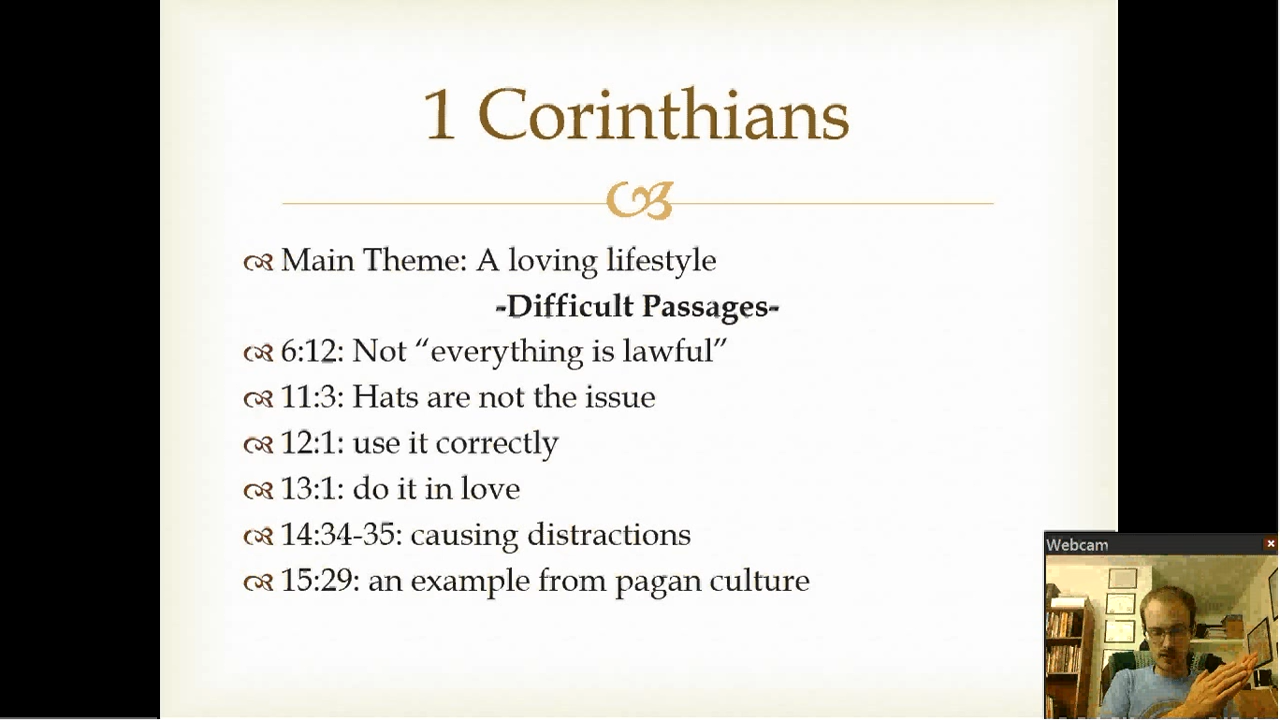 1 Corinthians
Main Theme: A loving lifestyle
-Difficult Passages-
6:12: Not “everything is lawful”
11:3: Hats are not the issue
12:1: use it correctly
13:1: do it in love
14:34-35: causing distractions
15:29: an example from pagan culture
Webcam